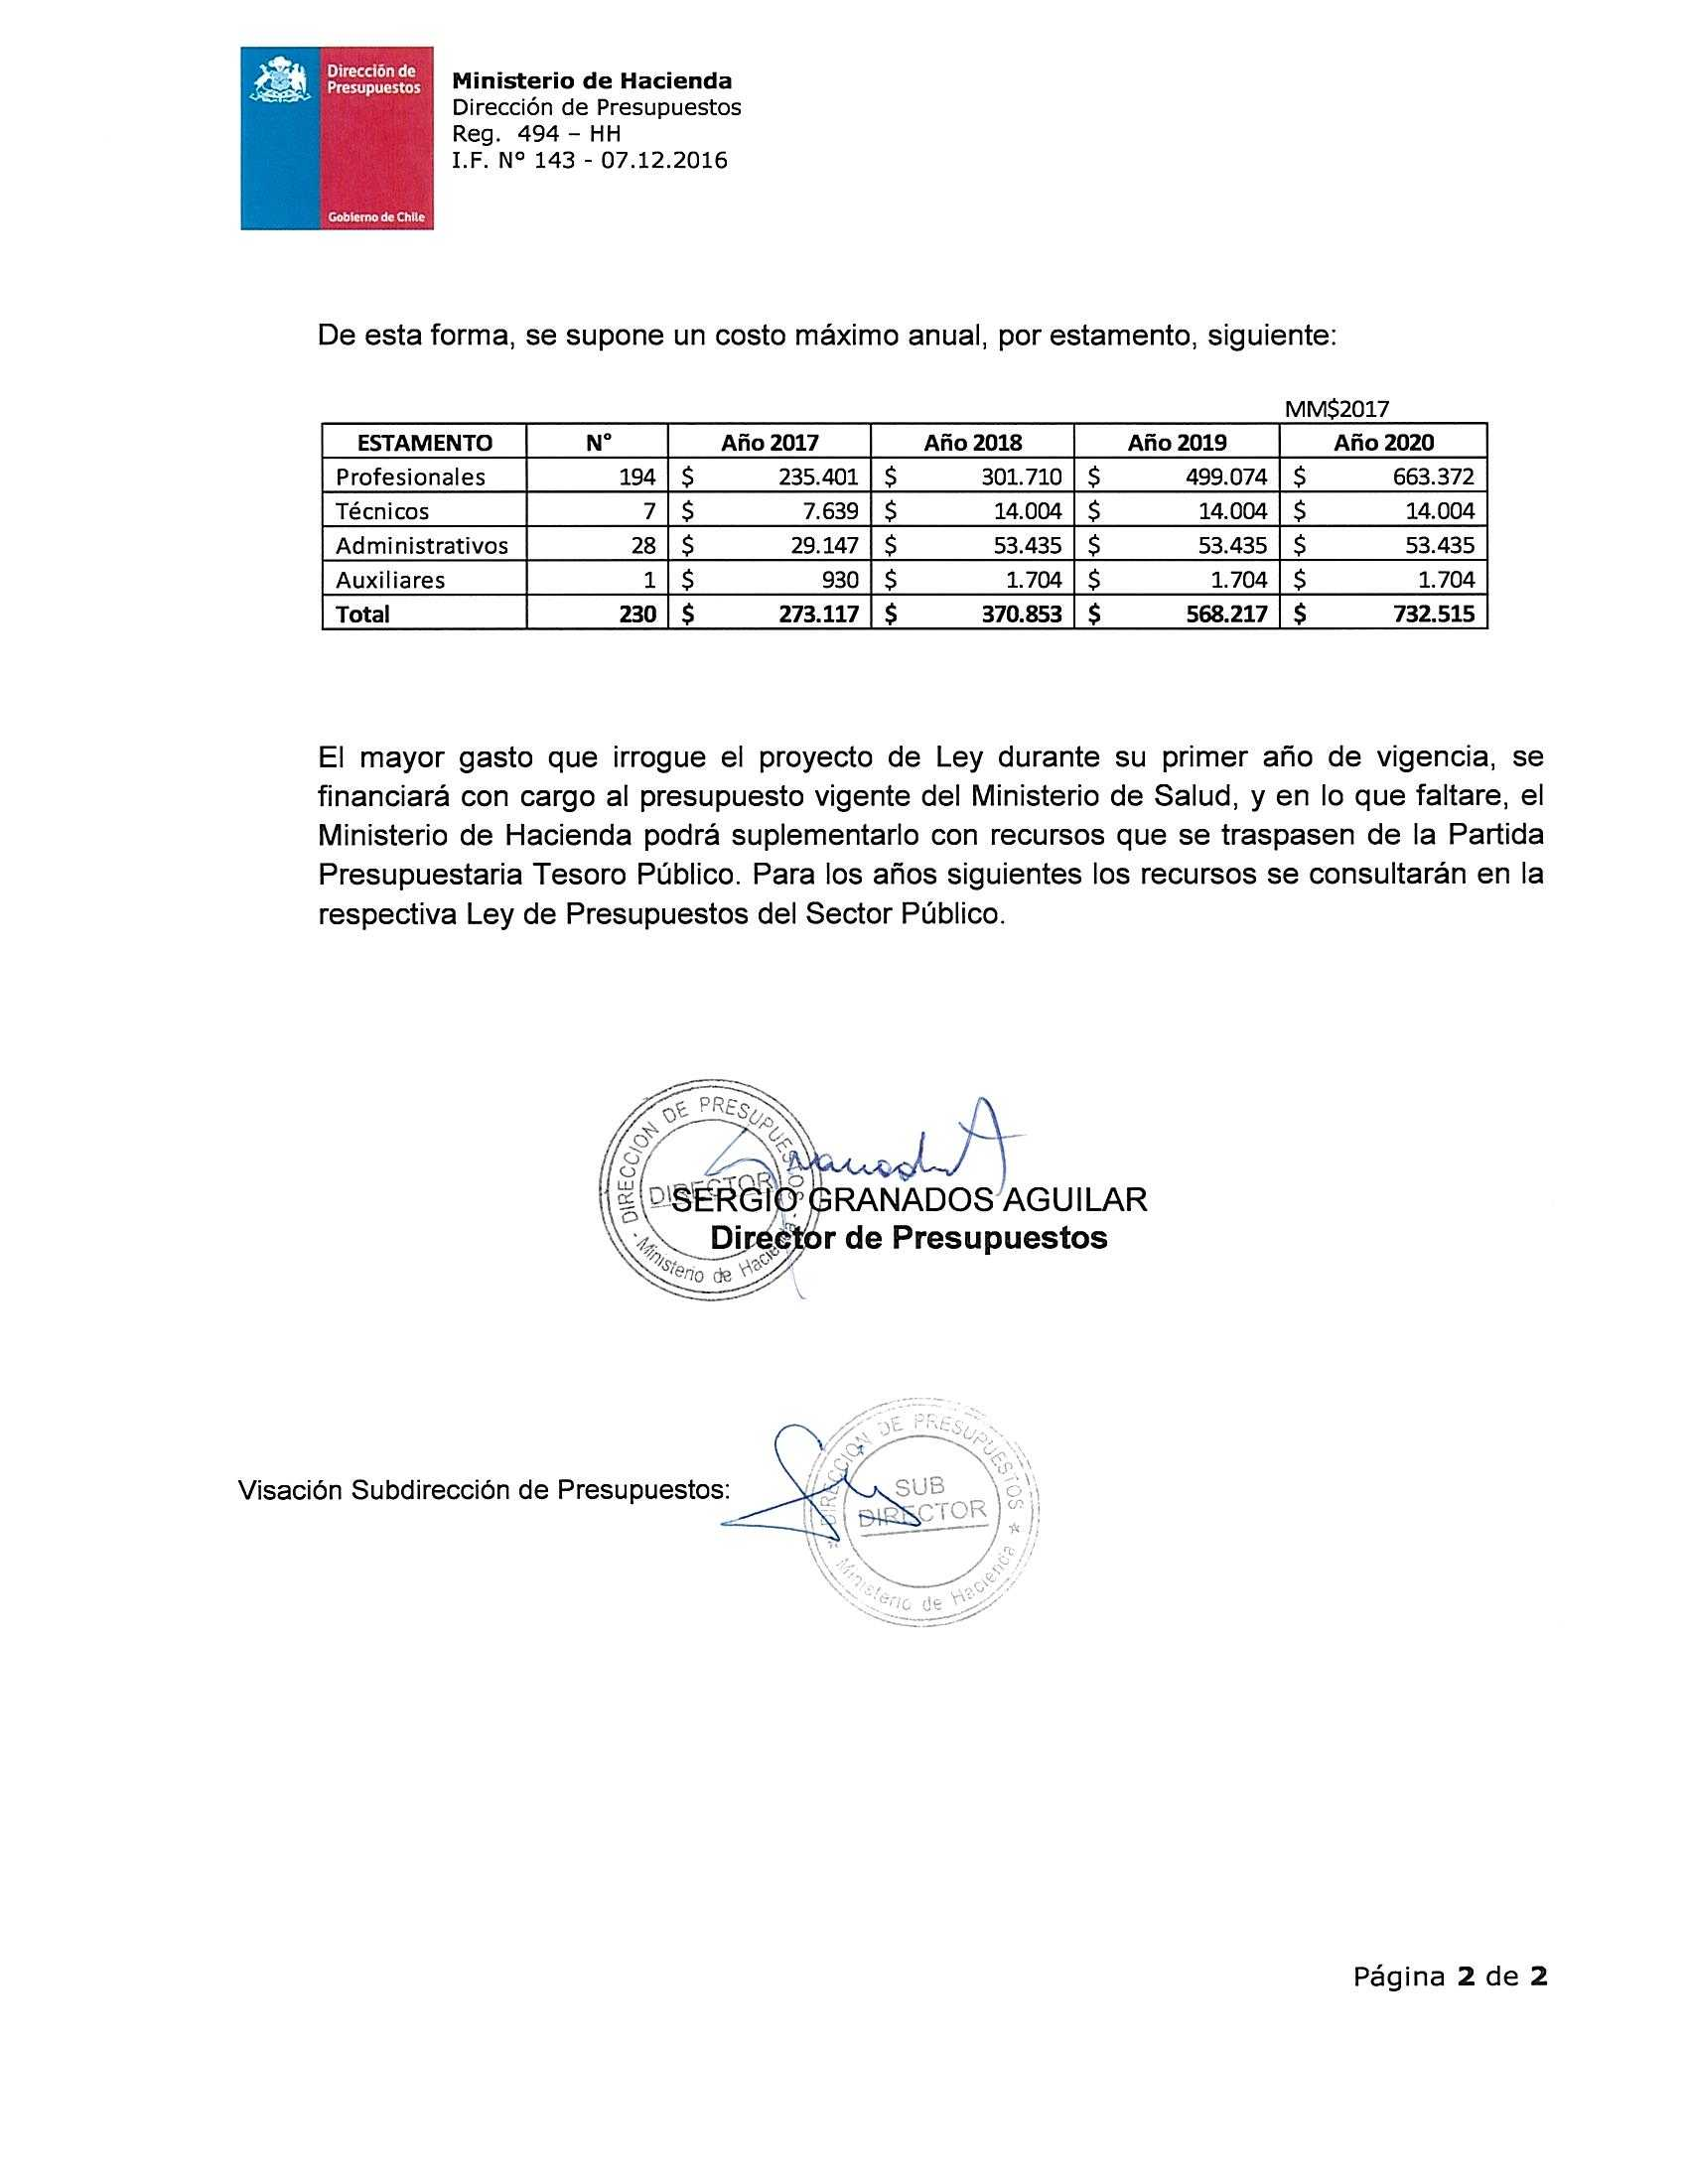 Dirección de
Presupuestos
Gobierno de Chile
Ministerio de Hacienda
Dirección de Presupuestos
Reg. 494 – HH
I.F. N° 143 - 07.12.2016
De esta forma, se supone un costo máximo anual, por estamento, siguiente:
MM$2017
ESTAMENTO N° Año 2017 Año 2018 Año 2019 Año 2020
Profesionales 194 $ 235.401 $ 301.710 $ 499.074 $ 663.372
Técnicos 7 $ 7.639 $ 14.004 $ 14.004 $ 14.004
Administrativos 28 $ 29.147 $ 53.435 $ 53.435 $ 53.435
Auxiliares 1 $ 930 $ 1.704 $ 1.704 $ 1.704
Total 230 $ 273.117 $ 370.853 $ 568.217 $ 732.515
El mayor gasto que irrogue el proyecto de Ley durante su primer año de vigencia, se
financiará con cargo al presupuesto vigente del Ministerio de Salud, y en lo que faltare, el
Ministerio de Hacienda podrá suplementarlo con recursos que se traspasen de la Partida
Presupuestaria Tesoro Público. Para los años siguientes los recursos se consultarán en la
respectiva Ley de Presupuestos del Sector Público.
DIRECCION DE PRESUPUESTOS
DIRECTOR
- Ministerio de Hacienda -
SERGIO GRANADOS AGUILAR
Director de Presupuestos
Visación Subdirección de Presupuestos:
DIRECCION DE PRESUPUESTOS
SUB
DIRECTOR
Ministerio de Hacienda
Página 2 de 2